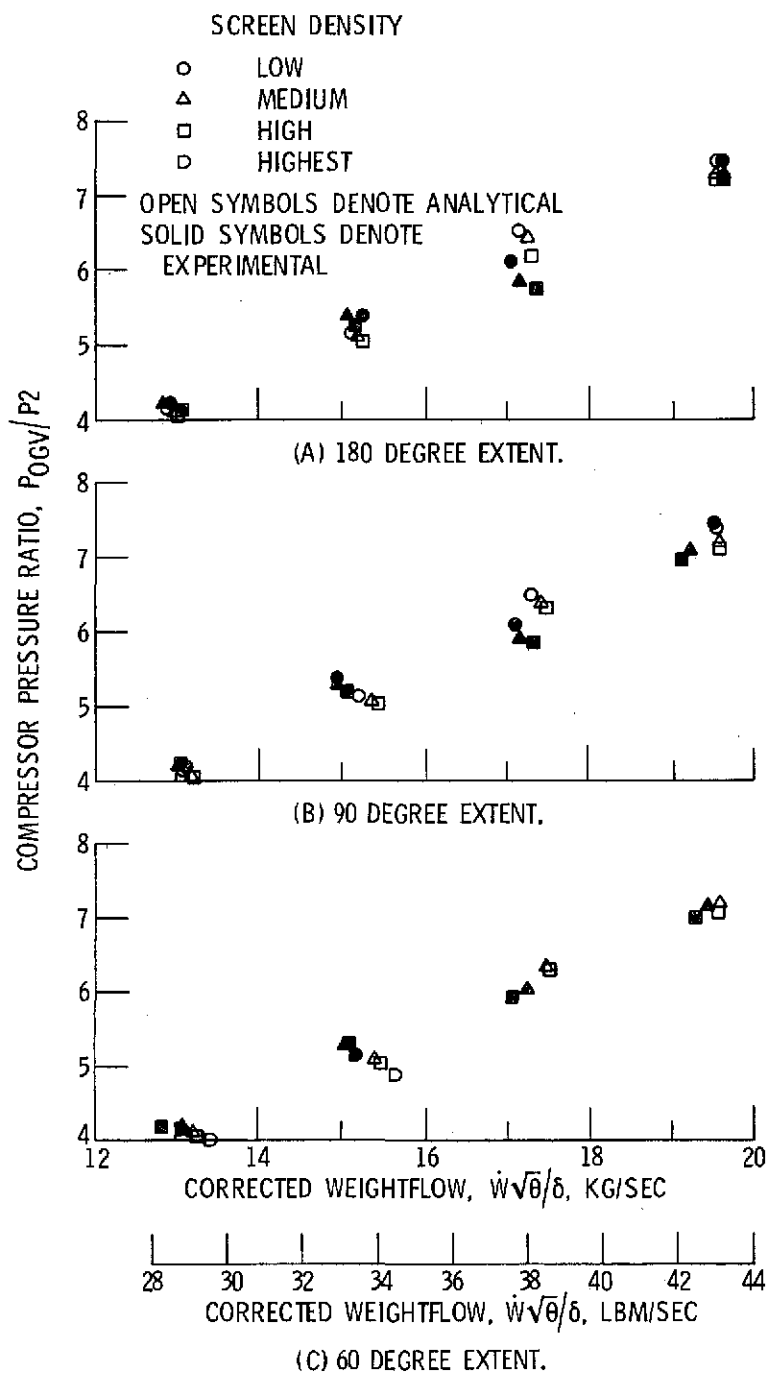 SCREEN DENSITY
LOW
MEDIUM
HIGH
HIGHEST
OPEN SYMBOLS DENOTE ANALYTICAL
SOLID SYMBOLS DENOTE
EXPERIMENTAL
COMPRESSOR PRESSURE RATIO, P_OGV/P2
8
7
6
5
4
(A) 180 DEGREE EXTENT.
8
7
6
5
4
(B) 90 DEGREE EXTENT.
8
7
6
5
4
12 14 16 18 20
CORRECTED WEIGHTFLOW, Ẇ√θ/δ, KG/SEC
28 30 32 34 36 38 40 42 44
CORRECTED WEIGHTFLOW, Ẇ√θ/δ, LBM/SEC
(C) 60 DEGREE EXTENT.